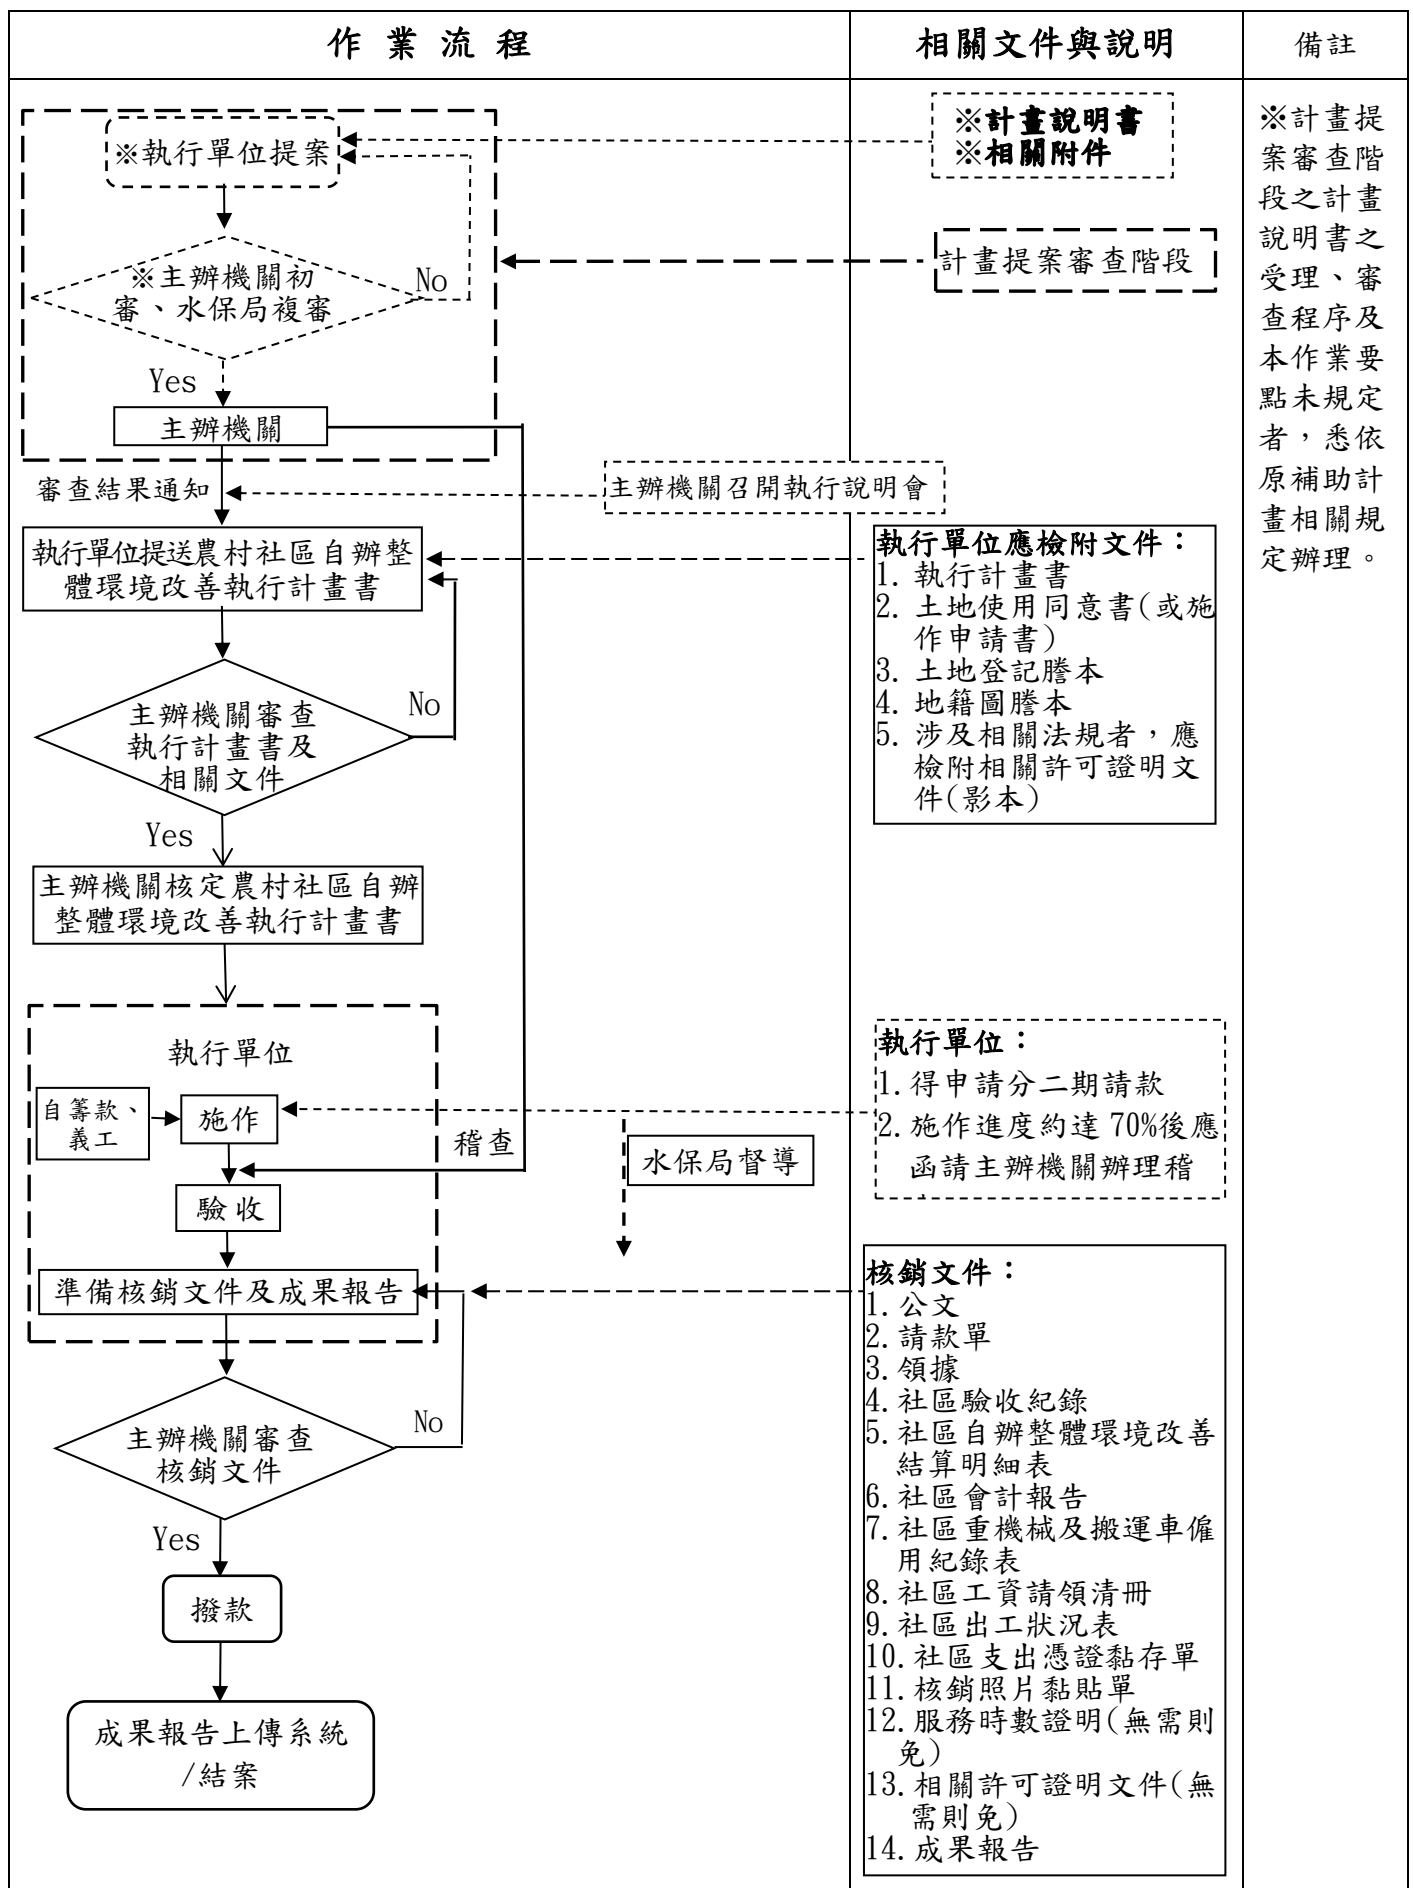 作 業 流 程
相關文件與說明
備註
※執行單位提案
※主辦機關初
審、水保局複審
No
Yes
主辦機關
審查結果通知
主辦機關召開執行說明會
執行單位提送農村社區自辦整
體環境改善執行計畫書
主辦機關審查
執行計畫書及
相關文件
No
Yes
主辦機關核定農村社區自辦
整體環境改善執行計畫書
執行單位
自籌款、
義工
施作
稽查
水保局督導
驗收
準備核銷文件及成果報告
主辦機關審查
核銷文件
No
Yes
撥款
成果報告上傳系統
/結案
※計畫說明書
※相關附件
計畫提案審查階段
執行單位應檢附文件：
1. 執行計畫書
2. 土地使用同意書(或施
作申請書)
3. 土地登記謄本
4. 地籍圖謄本
5. 涉及相關法規者，應
檢附相關許可證明文
件(影本)
執行單位：
1. 得申請分二期請款
2. 施作進度約達 70%後應
函請主辦機關辦理稽
核銷文件：
1. 公文
2. 請款單
3. 領據
4. 社區驗收紀錄
5. 社區自辦整體環境改善
結算明細表
6. 社區會計報告
7. 社區重機械及搬運車僱
用紀錄表
8. 社區工資請領清冊
9. 社區出工狀況表
10. 社區支出憑證黏存單
11. 核銷照片黏貼單
12. 服務時數證明(無需則
免)
13. 相關許可證明文件(無
需則免)
14. 成果報告
※計畫提
案審查階
段之計畫
說明書之
受理、審
查程序及
本作業要
點未規定
者，悉依
原補助計
畫相關規
定辦理。